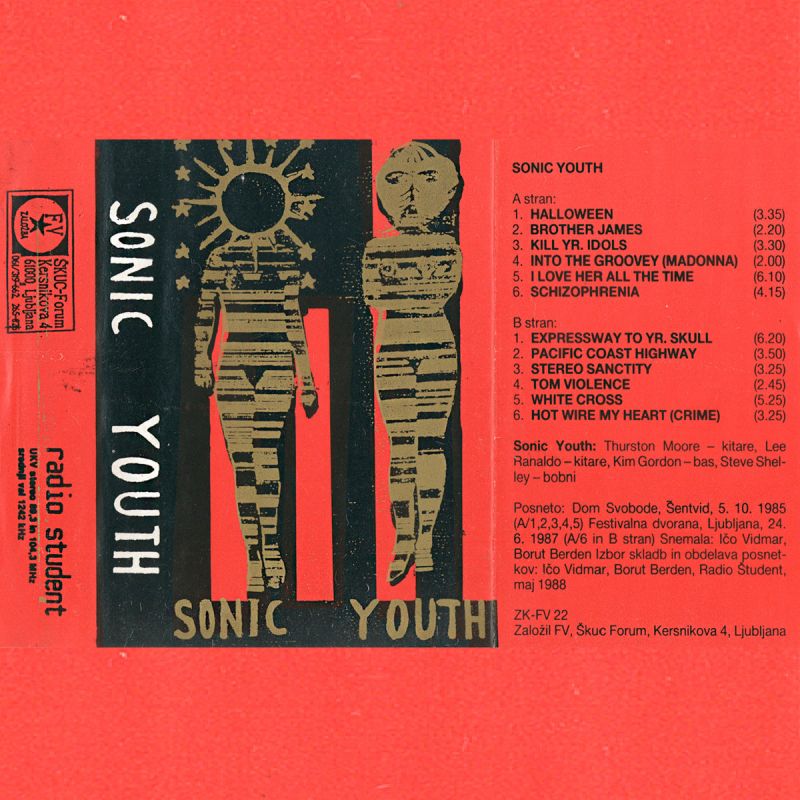 FV
ZALOŽBA
ŠKUC-Forum
Kersnikova 4
61000 Ljubljana
radio student
UKV stereo 89,3 in 104,3 MHz
srednji val 1242 kHz
SONIC YOUTH
SONIC YOUTH
SONIC YOUTH
A stran:
1. HALLOWEEN (3.35)
2. BROTHER JAMES (2.20)
3. KILL YR. IDOLS (3.30)
4. INTO THE GROOVEY (MADONNA) (2.00)
5. I LOVE HER ALL THE TIME (6.10)
6. SCHIZOPHRENIA (4.15)
B stran:
1. EXPRESSWAY TO YR. SKULL (6.20)
2. PACIFIC COAST HIGHWAY (3.50)
3. STEREO SANCTITY (3.25)
4. TOM VIOLENCE (2.45)
5. WHITE CROSS (5.25)
6. HOT WIRE MY HEART (CRIME) (3.25)
Sonic Youth: Thurston Moore – kitare, Lee
Ranaldo – kitare, Kim Gordon – bas, Steve Shel-
ley – bobni
Posneto: Dom Svobode, Šentvid, 5. 10. 1985
(A/1,2,3,4,5) Festivalna dvorana, Ljubljana, 24.
6. 1987 (A/6 in B stran) Snemala: Ičo Vidmar,
Borut Berden Izbor skladb in obdelava posnet-
kov: Ičo Vidmar, Borut Berden, Radio Študent,
maj 1988
ZK-FV 22
Založil FV, Škuc Forum, Kersnikova 4, Ljubljana